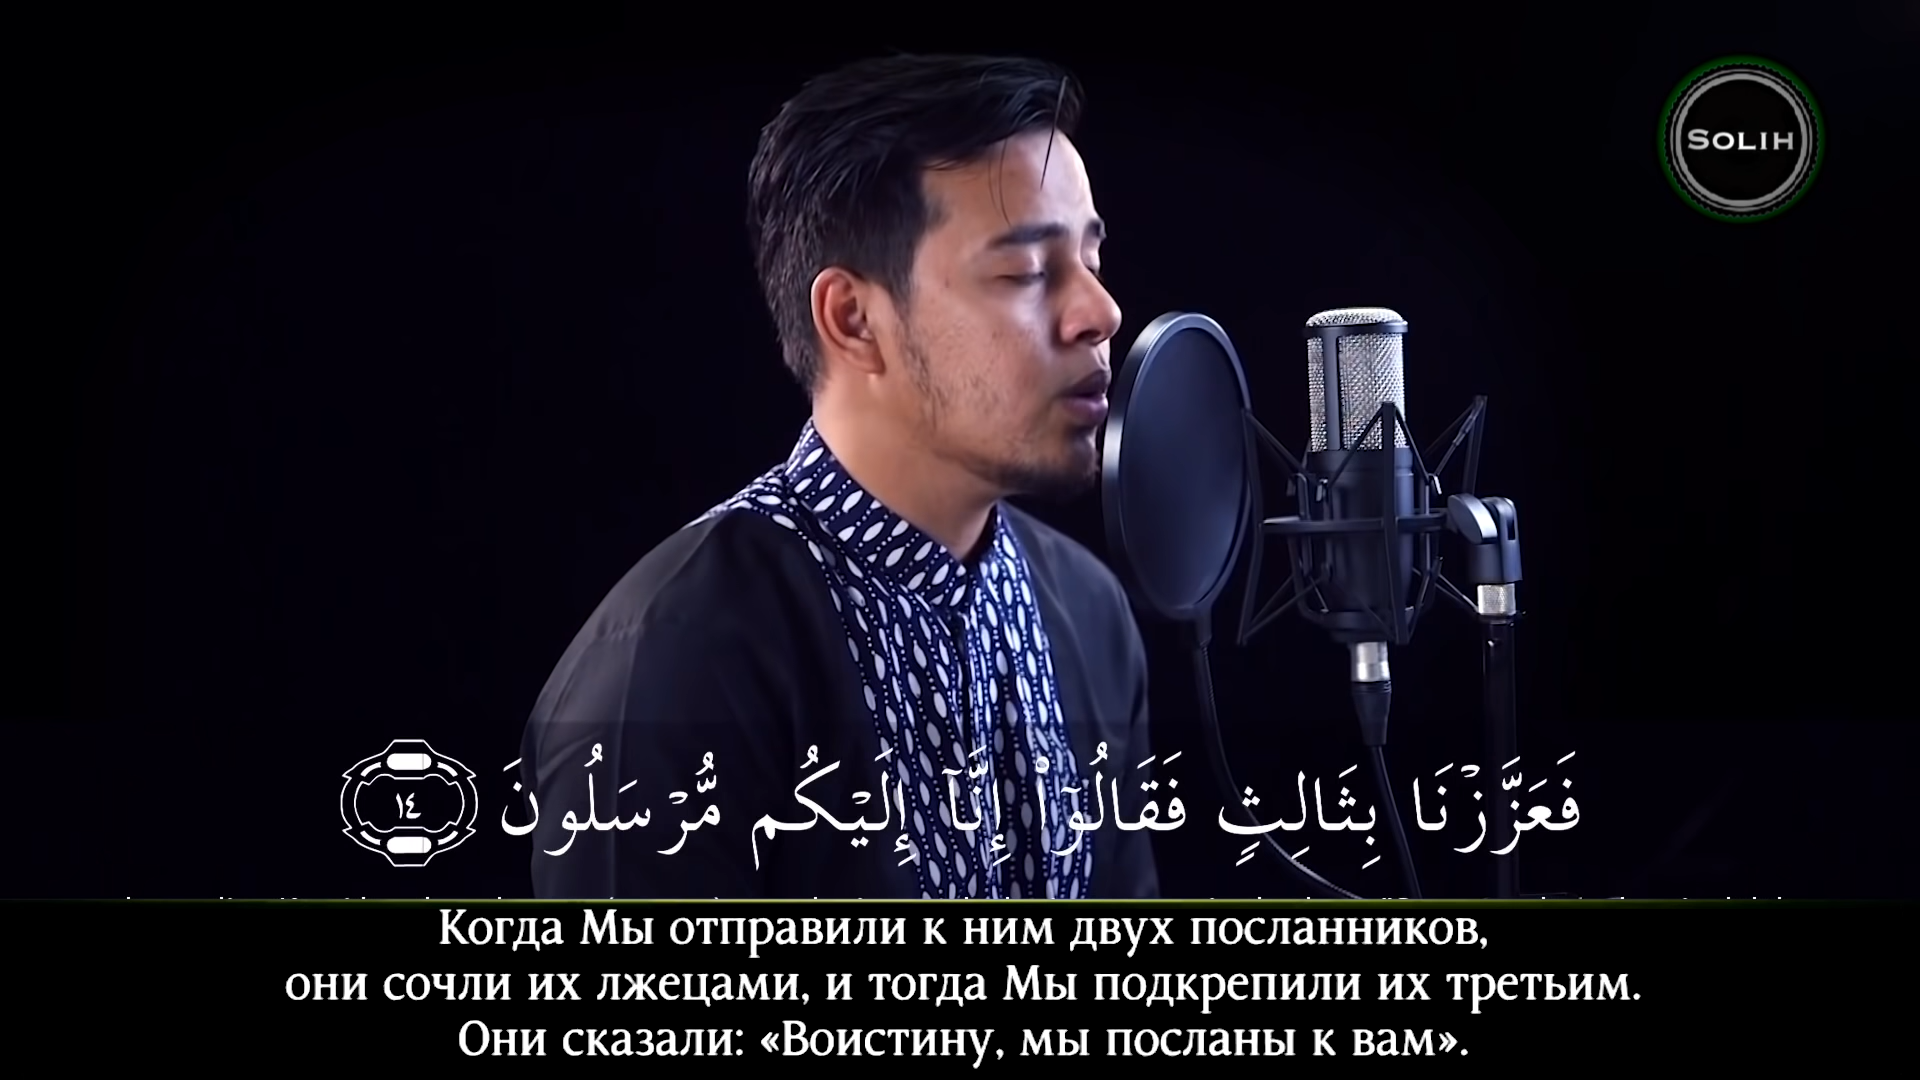 SOLIH
فَعَزَّزْنَا بِثَالِثٍ فَقَالُوٓا۟ إِنَّآ إِلَيْكُم مُّرْسَلُونَ ١٤
Когда Мы отправили к ним двух посланников,
они сочли их лжецами, и тогда Мы подкрепили их третьим.
Они сказали: «Воистину, мы посланы к вам».